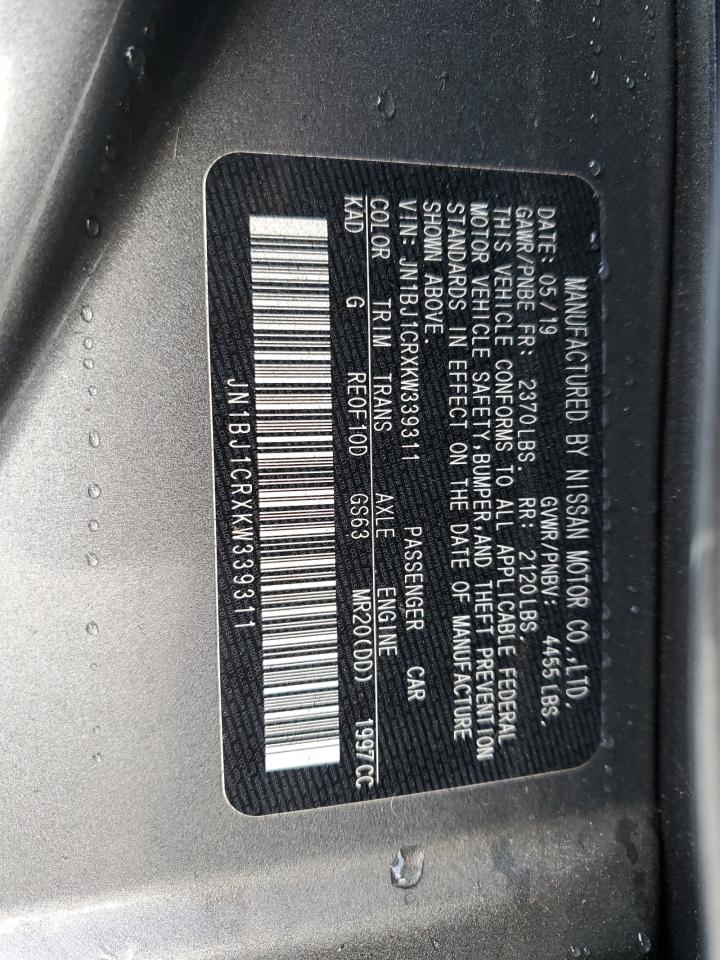 MANUFACTURED BY NISSAN MOTOR CO.,LTD.
DATE: 05/19 GVWR/PNBV: 4455 LBS.
GAWR/PNBE FR: 2370LBS. RR: 2120LBS.
THIS VEHICLE CONFORMS TO ALL APPLICABLE FEDERAL
MOTOR VEHICLE SAFETY,BUMPER,AND THEFT PREVENTION
STANDARDS IN EFFECT ON THE DATE OF MANUFACTURE
SHOWN ABOVE.
VIN: JN1BJ1CRXKW339311 PASSENGER CAR
COLOR TRIM TRANS AXLE ENGINE
KAD G RE0F10D GS63 MR20(DD) 1997CC
JN1BJ1CRXKW339311